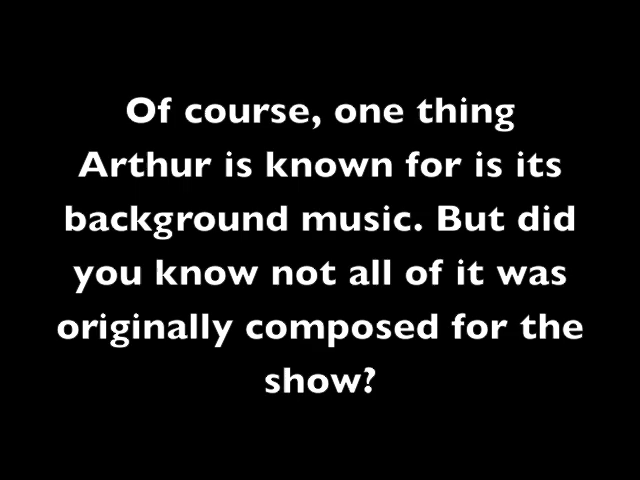 Of course, one thing
Arthur is known for is its
background music. But did
you know not all of it was
originally composed for the
show?